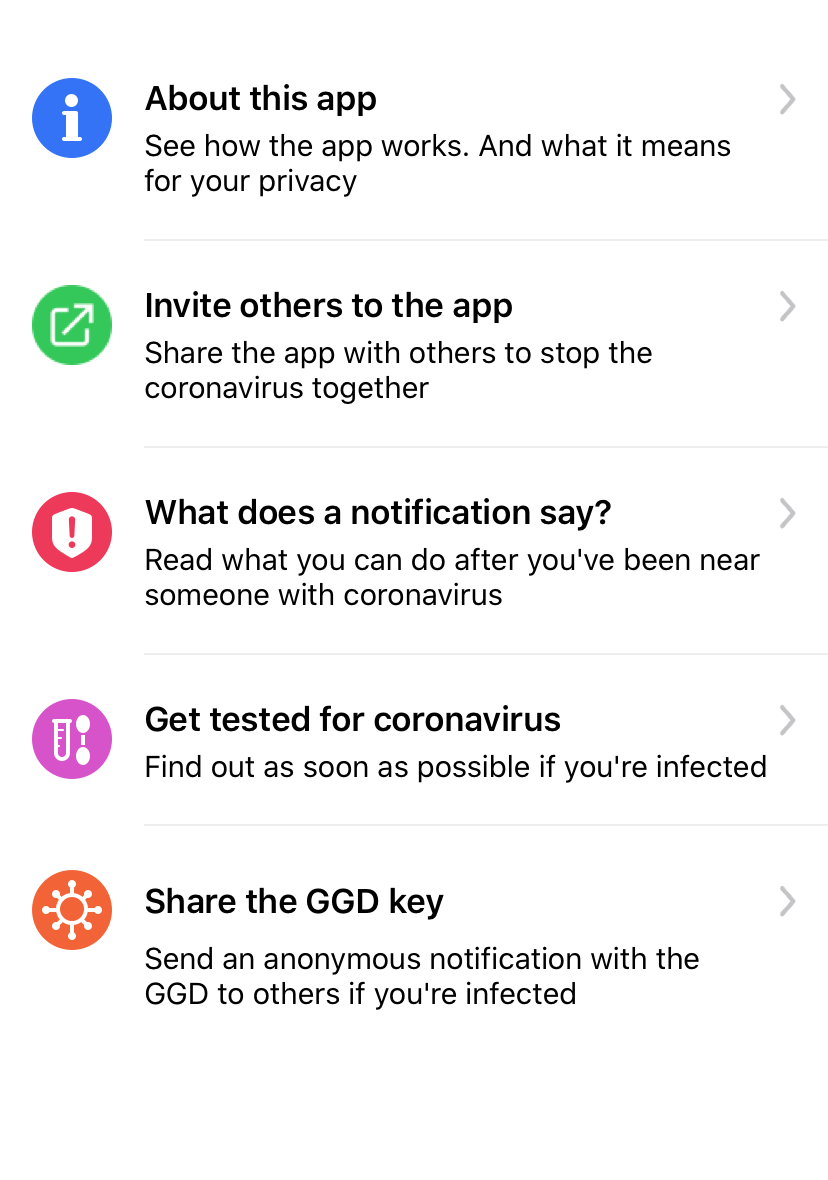 About this app
See how the app works. And what it means
for your privacy
Invite others to the app
Share the app with others to stop the
coronavirus together
What does a notification say?
Read what you can do after you've been near
someone with coronavirus
Get tested for coronavirus
Find out as soon as possible if you're infected
Share the GGD key
Send an anonymous notification with the
GGD to others if you're infected